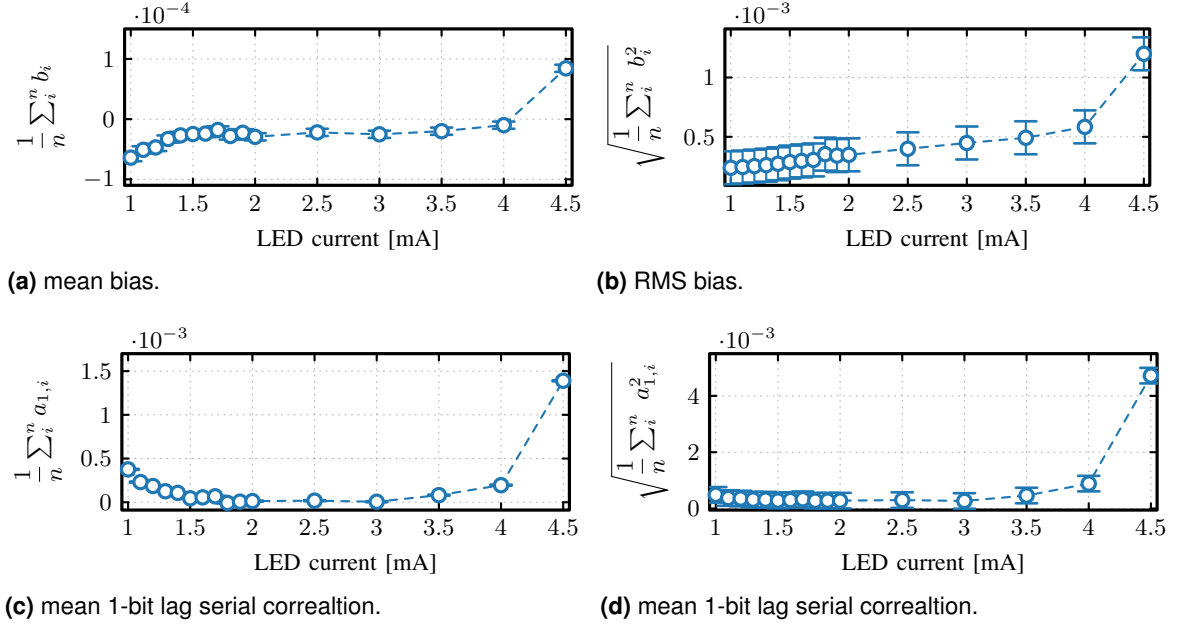 ·10⁻⁴
1
0
−1
1/n ∑ᵢⁿ bᵢ
1 1.5 2 2.5 3 3.5 4 4.5
LED current [mA]
(a) mean bias.
·10⁻³
1
0.5
√(1/n ∑ᵢⁿ bᵢ²)
1 1.5 2 2.5 3 3.5 4 4.5
LED current [mA]
(b) RMS bias.
·10⁻³
1.5
1
0.5
0
1/n ∑ᵢⁿ a₁,ᵢ
1 1.5 2 2.5 3 3.5 4 4.5
LED current [mA]
(c) mean 1-bit lag serial correaltion.
·10⁻³
4
2
0
√(1/n ∑ᵢⁿ a²₁,ᵢ)
1 1.5 2 2.5 3 3.5 4 4.5
LED current [mA]
(d) mean 1-bit lag serial correaltion.